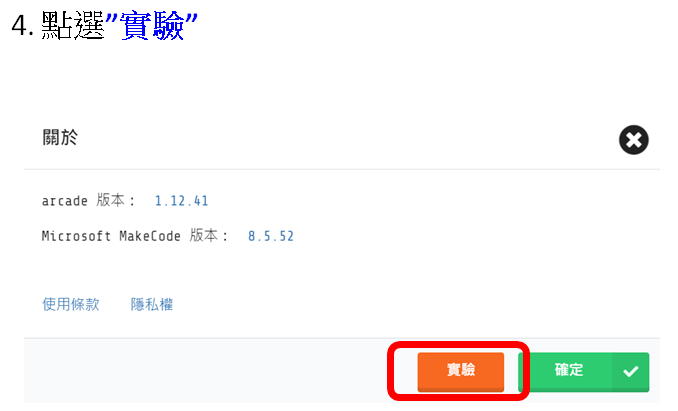 4. 點選”實驗”
關於
arcade 版本： 1.12.41
Microsoft MakeCode 版本： 8.5.52
使用條款 隱私權
實驗 確定